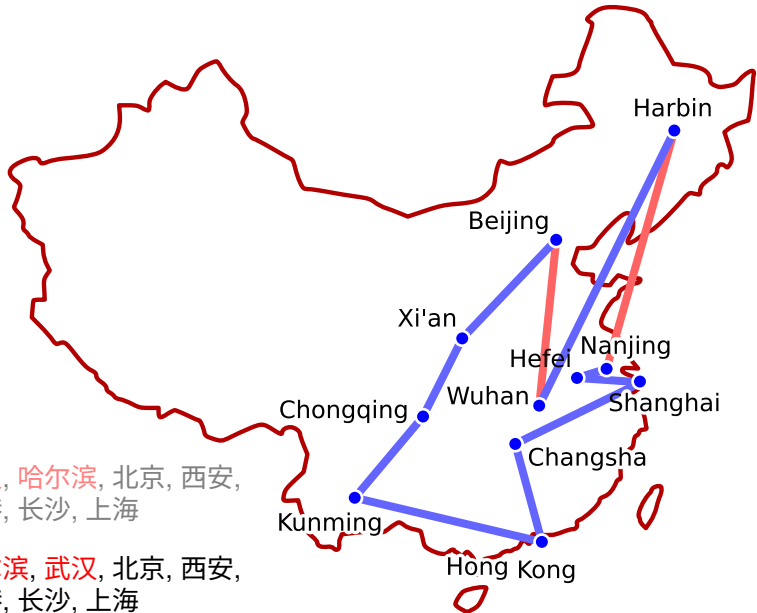 Harbin
Beijing
Xi'an
Nanjing
Hefei
Wuhan
Shanghai
Chongqing
Changsha
Kunming
Hong Kong
, 哈尔滨, 北京, 西安,
, 长沙, 上海
滨, 武汉, 北京, 西安,
, 长沙, 上海